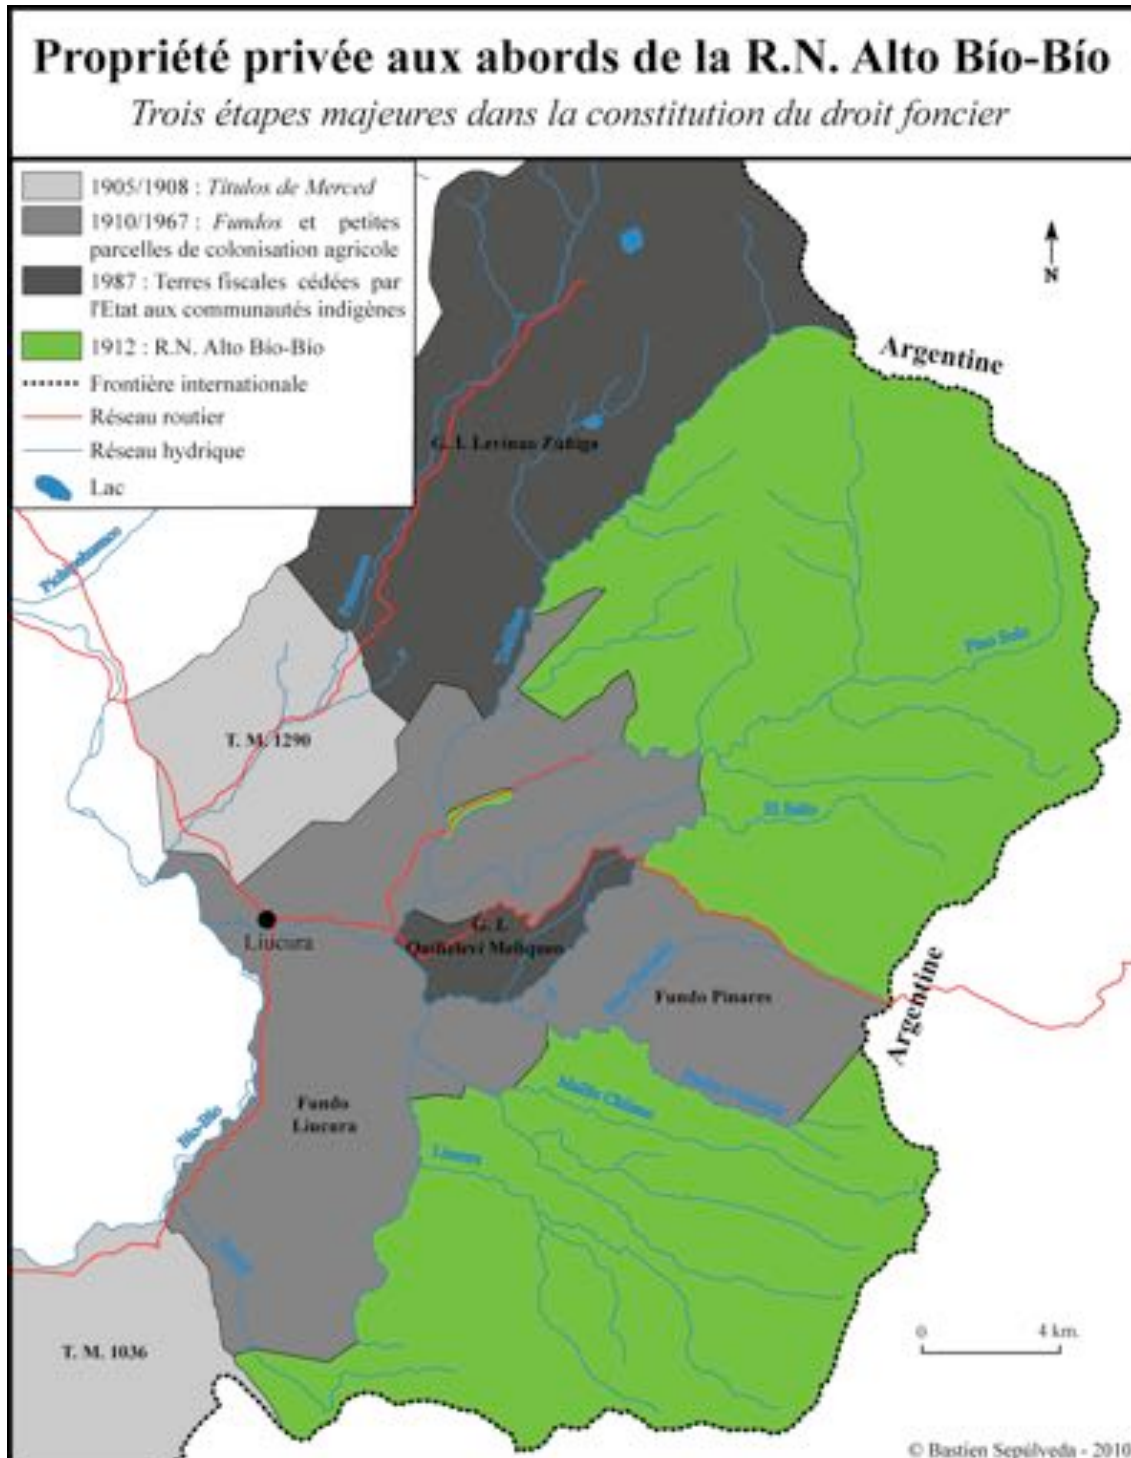 Propriété privée aux abords de la R.N. Alto Bío-Bío
Trois étapes majeures dans la constitution du droit foncier
1905/1908 : Títulos de Merced
1910/1967 : Fundos et petites
parcelles de colonisation agricole
1987 : Terres fiscales cédées par
l'Etat aux communautés indigènes
1912 : R.N. Alto Bío-Bío
Frontière internationale
Réseau routier
Réseau hydrique
Lac
N
Argentine
G. I. Levinao Zúñiga
Pino Solo
T. M. 1290
El Salto
Liucura
G. I.
Fundo Pinares
Argentine
Mallín Chileno
Fundo
Liucura
Bío-Bío
Liucura
T. M. 1036
0 4 km.
© Bastien Sepúlveda - 2010